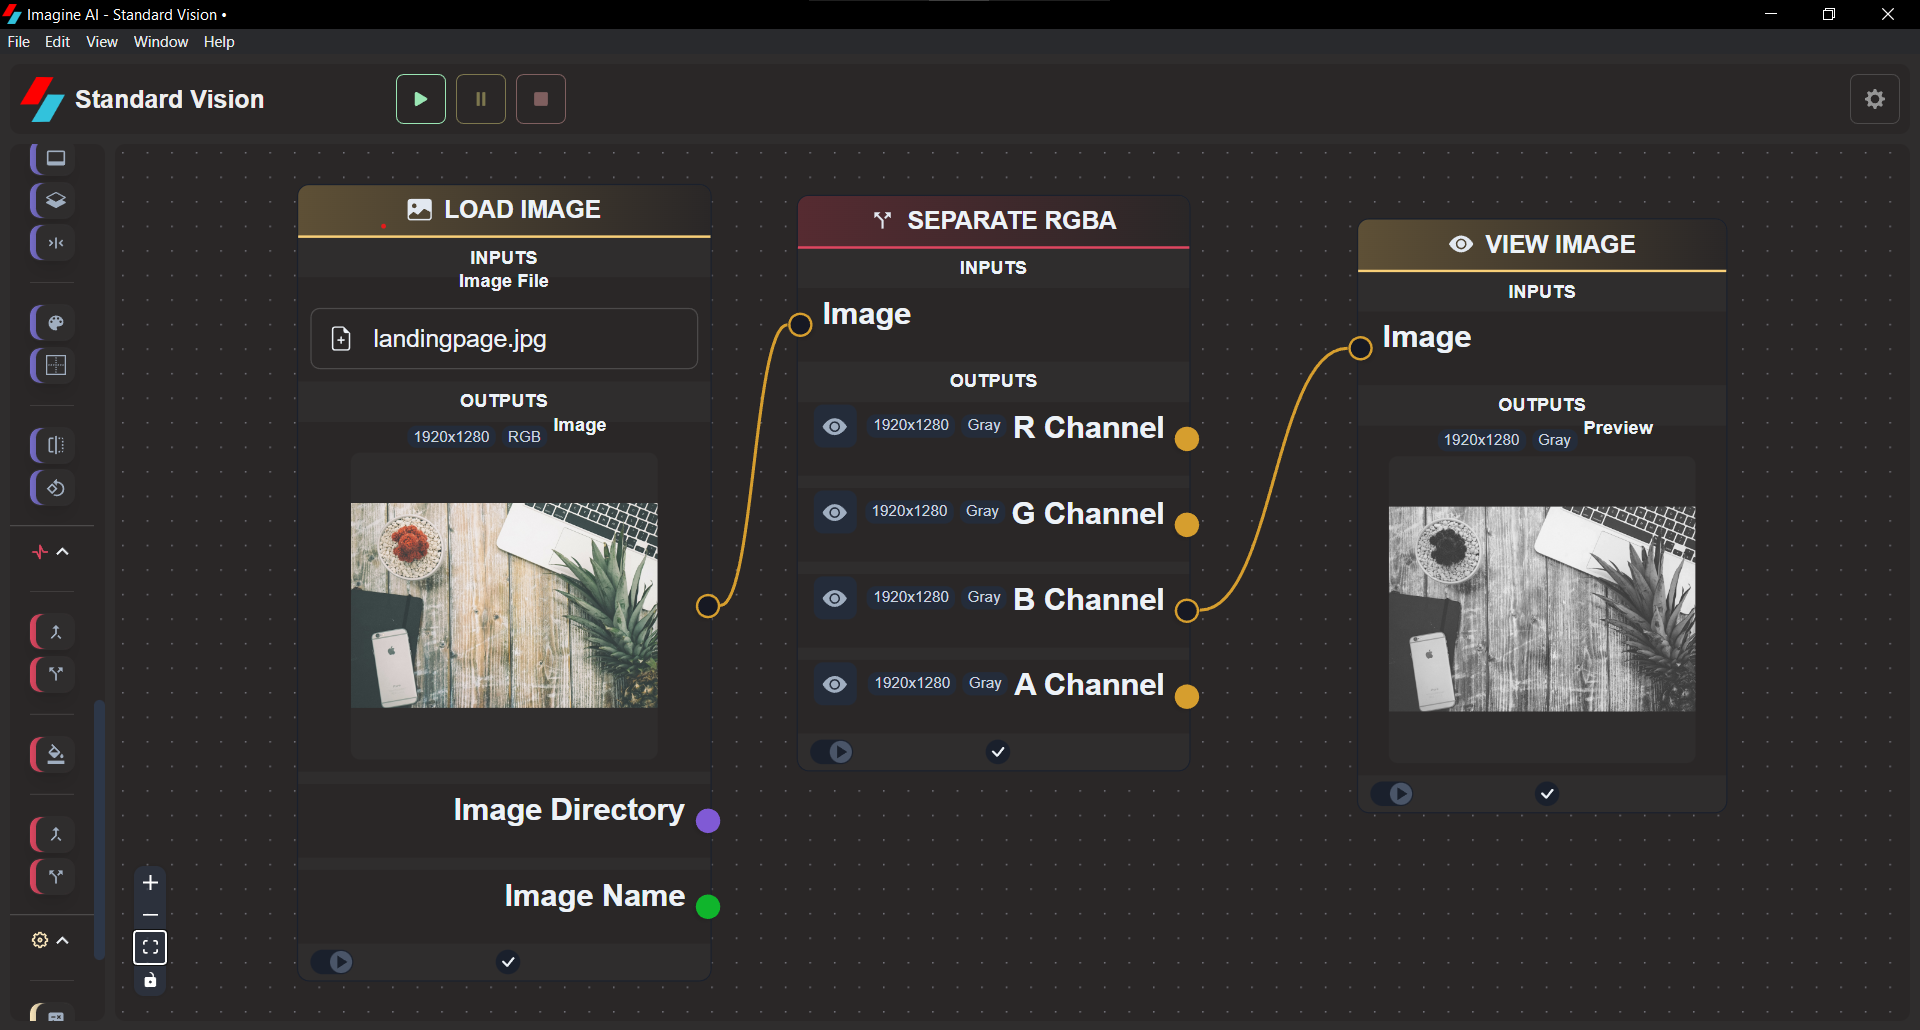 Imagine AI - Standard Vision •
File Edit View Window Help
Standard Vision
LOAD IMAGE
INPUTS
Image File
landingpage.jpg
OUTPUTS
1920x1280 RGB Image
Image Directory
Image Name
SEPARATE RGBA
INPUTS
Image
OUTPUTS
1920x1280 Gray R Channel
1920x1280 Gray G Channel
1920x1280 Gray B Channel
1920x1280 Gray A Channel
VIEW IMAGE
INPUTS
Image
OUTPUTS
1920x1280 Gray Preview